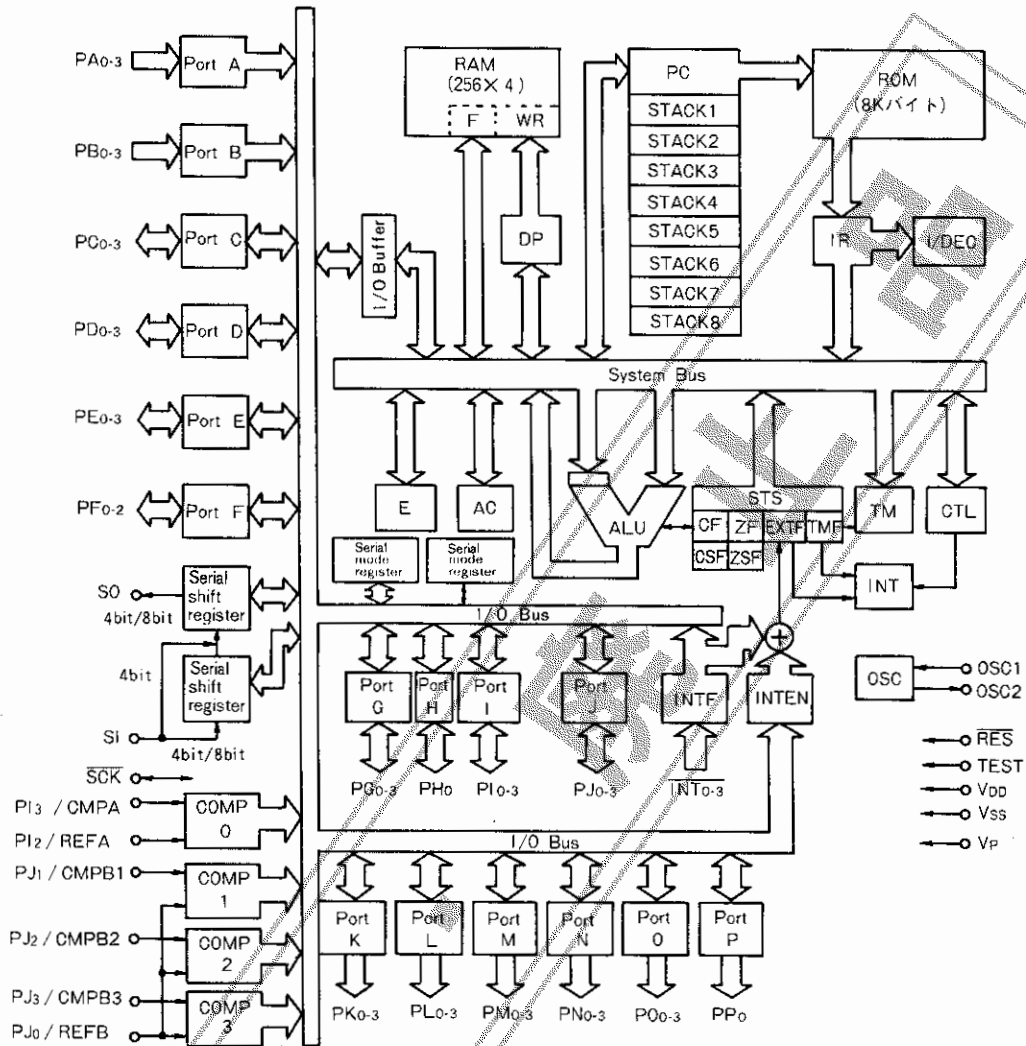 PA0-3
Port A
PB0-3
Port B
PC0-3
Port C
PD0-3
Port D
PE0-3
Port E
PF0-2
Port F
SO
4bit/8bit
Serial
shift
register
4bit
Serial
shift
register
SI
4bit/8bit
SCK
PI3 / CMPA
PI2 / REFA
COMP
0
PJ1 / CMPB1
COMP
1
PJ2 / CMPB2
COMP
2
PJ3 / CMPB3
PJ0 / REFB
COMP
3
I/O Buffer
RAM
(256×4)
F
WR
DP
PC
STACK1
STACK2
STACK3
STACK4
STACK5
STACK6
STACK7
STACK8
ROM
(8Kバイト)
IR
I/DEC
System Bus
E
AC
ALU
STS
CF
ZF
EXTF
TMF
CSF
ZSF
TM
CTL
INT
Serial
mode
register
Serial
mode
register
I/O Bus
Port
G
Port
H
Port
I
Port
J
INTF
INTEN
+
OSC
OSC1
OSC2
PG0-3
PH0
PI0-3
PJ0-3
INT0-3
RES
TEST
VDD
VSS
VP
I/O Bus
Port
K
Port
L
Port
M
Port
N
Port
O
Port
P
PK0-3
PL0-3
PM0-3
PN0-3
PO0-3
PP0